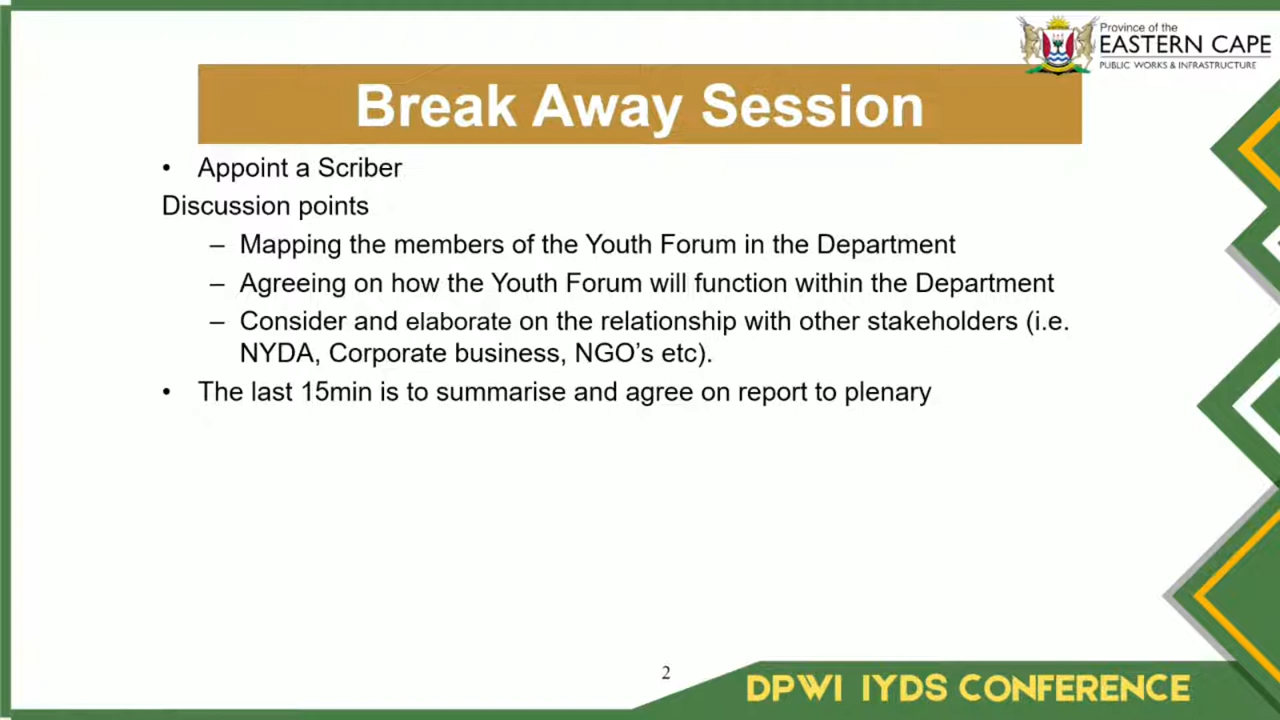 Province of the
EASTERN CAPE
PUBLIC WORKS & INFRASTRUCTURE
Break Away Session
• Appoint a Scriber
Discussion points
– Mapping the members of the Youth Forum in the Department
– Agreeing on how the Youth Forum will function within the Department
– Consider and elaborate on the relationship with other stakeholders (i.e.
NYDA, Corporate business, NGO’s etc).
• The last 15min is to summarise and agree on report to plenary
2
DPWI IYDS CONFERENCE